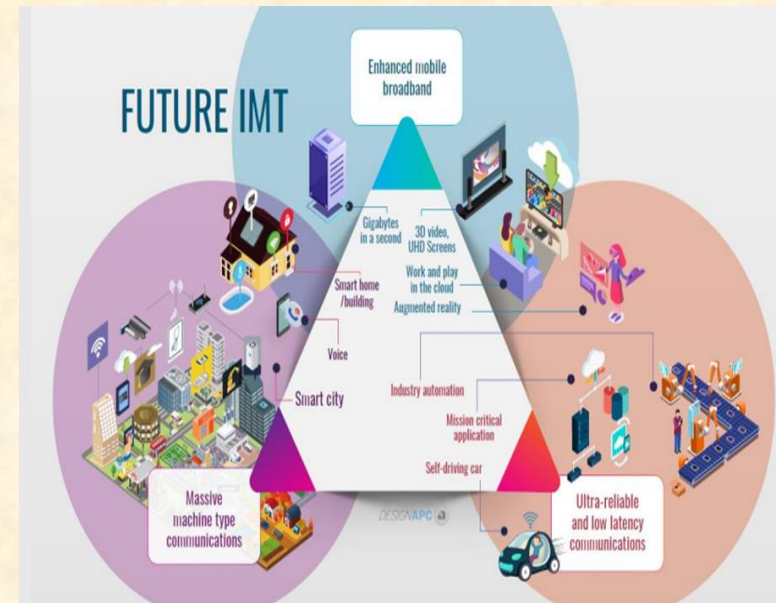 FUTURE IMT
Enhanced mobile
broadband
Gigabytes
in a second
3D video,
UHD Screens
Work and play
in the cloud
Augmented reality
Smart home
/building
Voice
Smart city
Industry automation
Mission critical
application
Self-driving car
Massive
machine type
communications
DESIGNAPC
Ultra-reliable
and low latency
communications